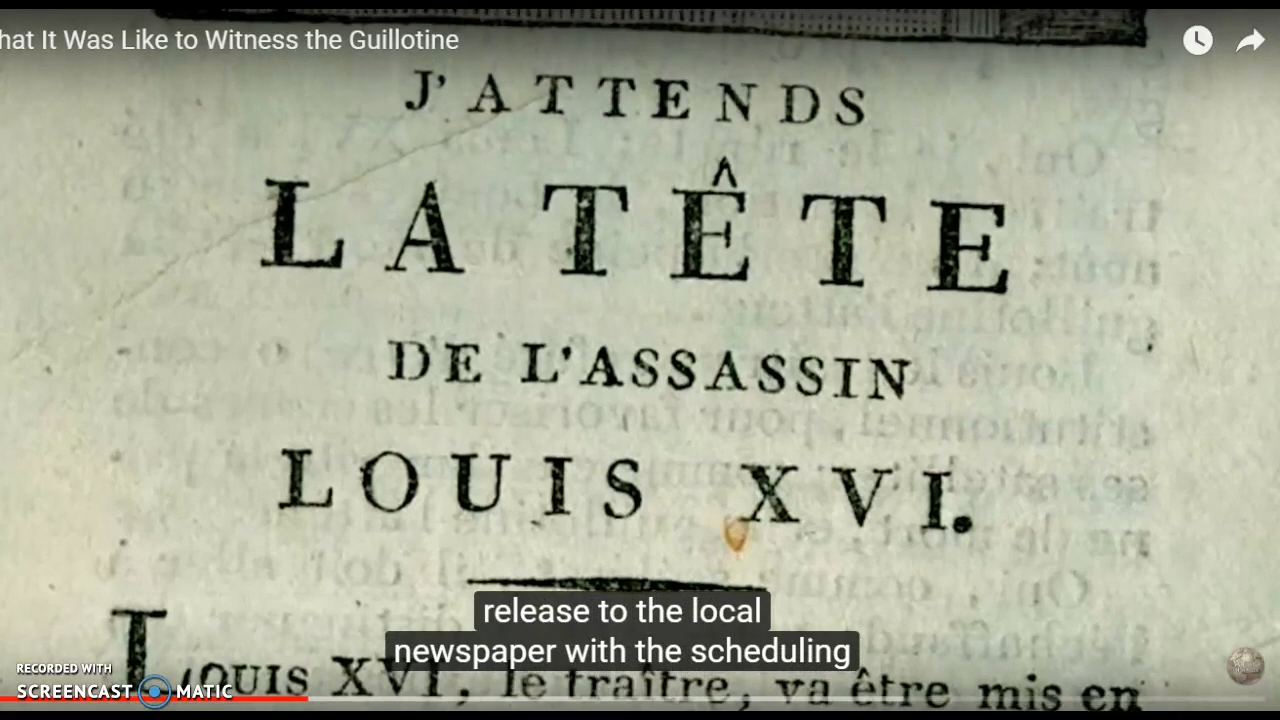 hat It Was Like to Witness the Guillotine
J'ATTENDS
LA TÊTE
DE L'ASSASSIN
LOUIS XVI.
release to the local
newspaper with the scheduling
LOUIS XVI, le traître, va être mis en
RECORDED WITH
SCREENCAST MATIC